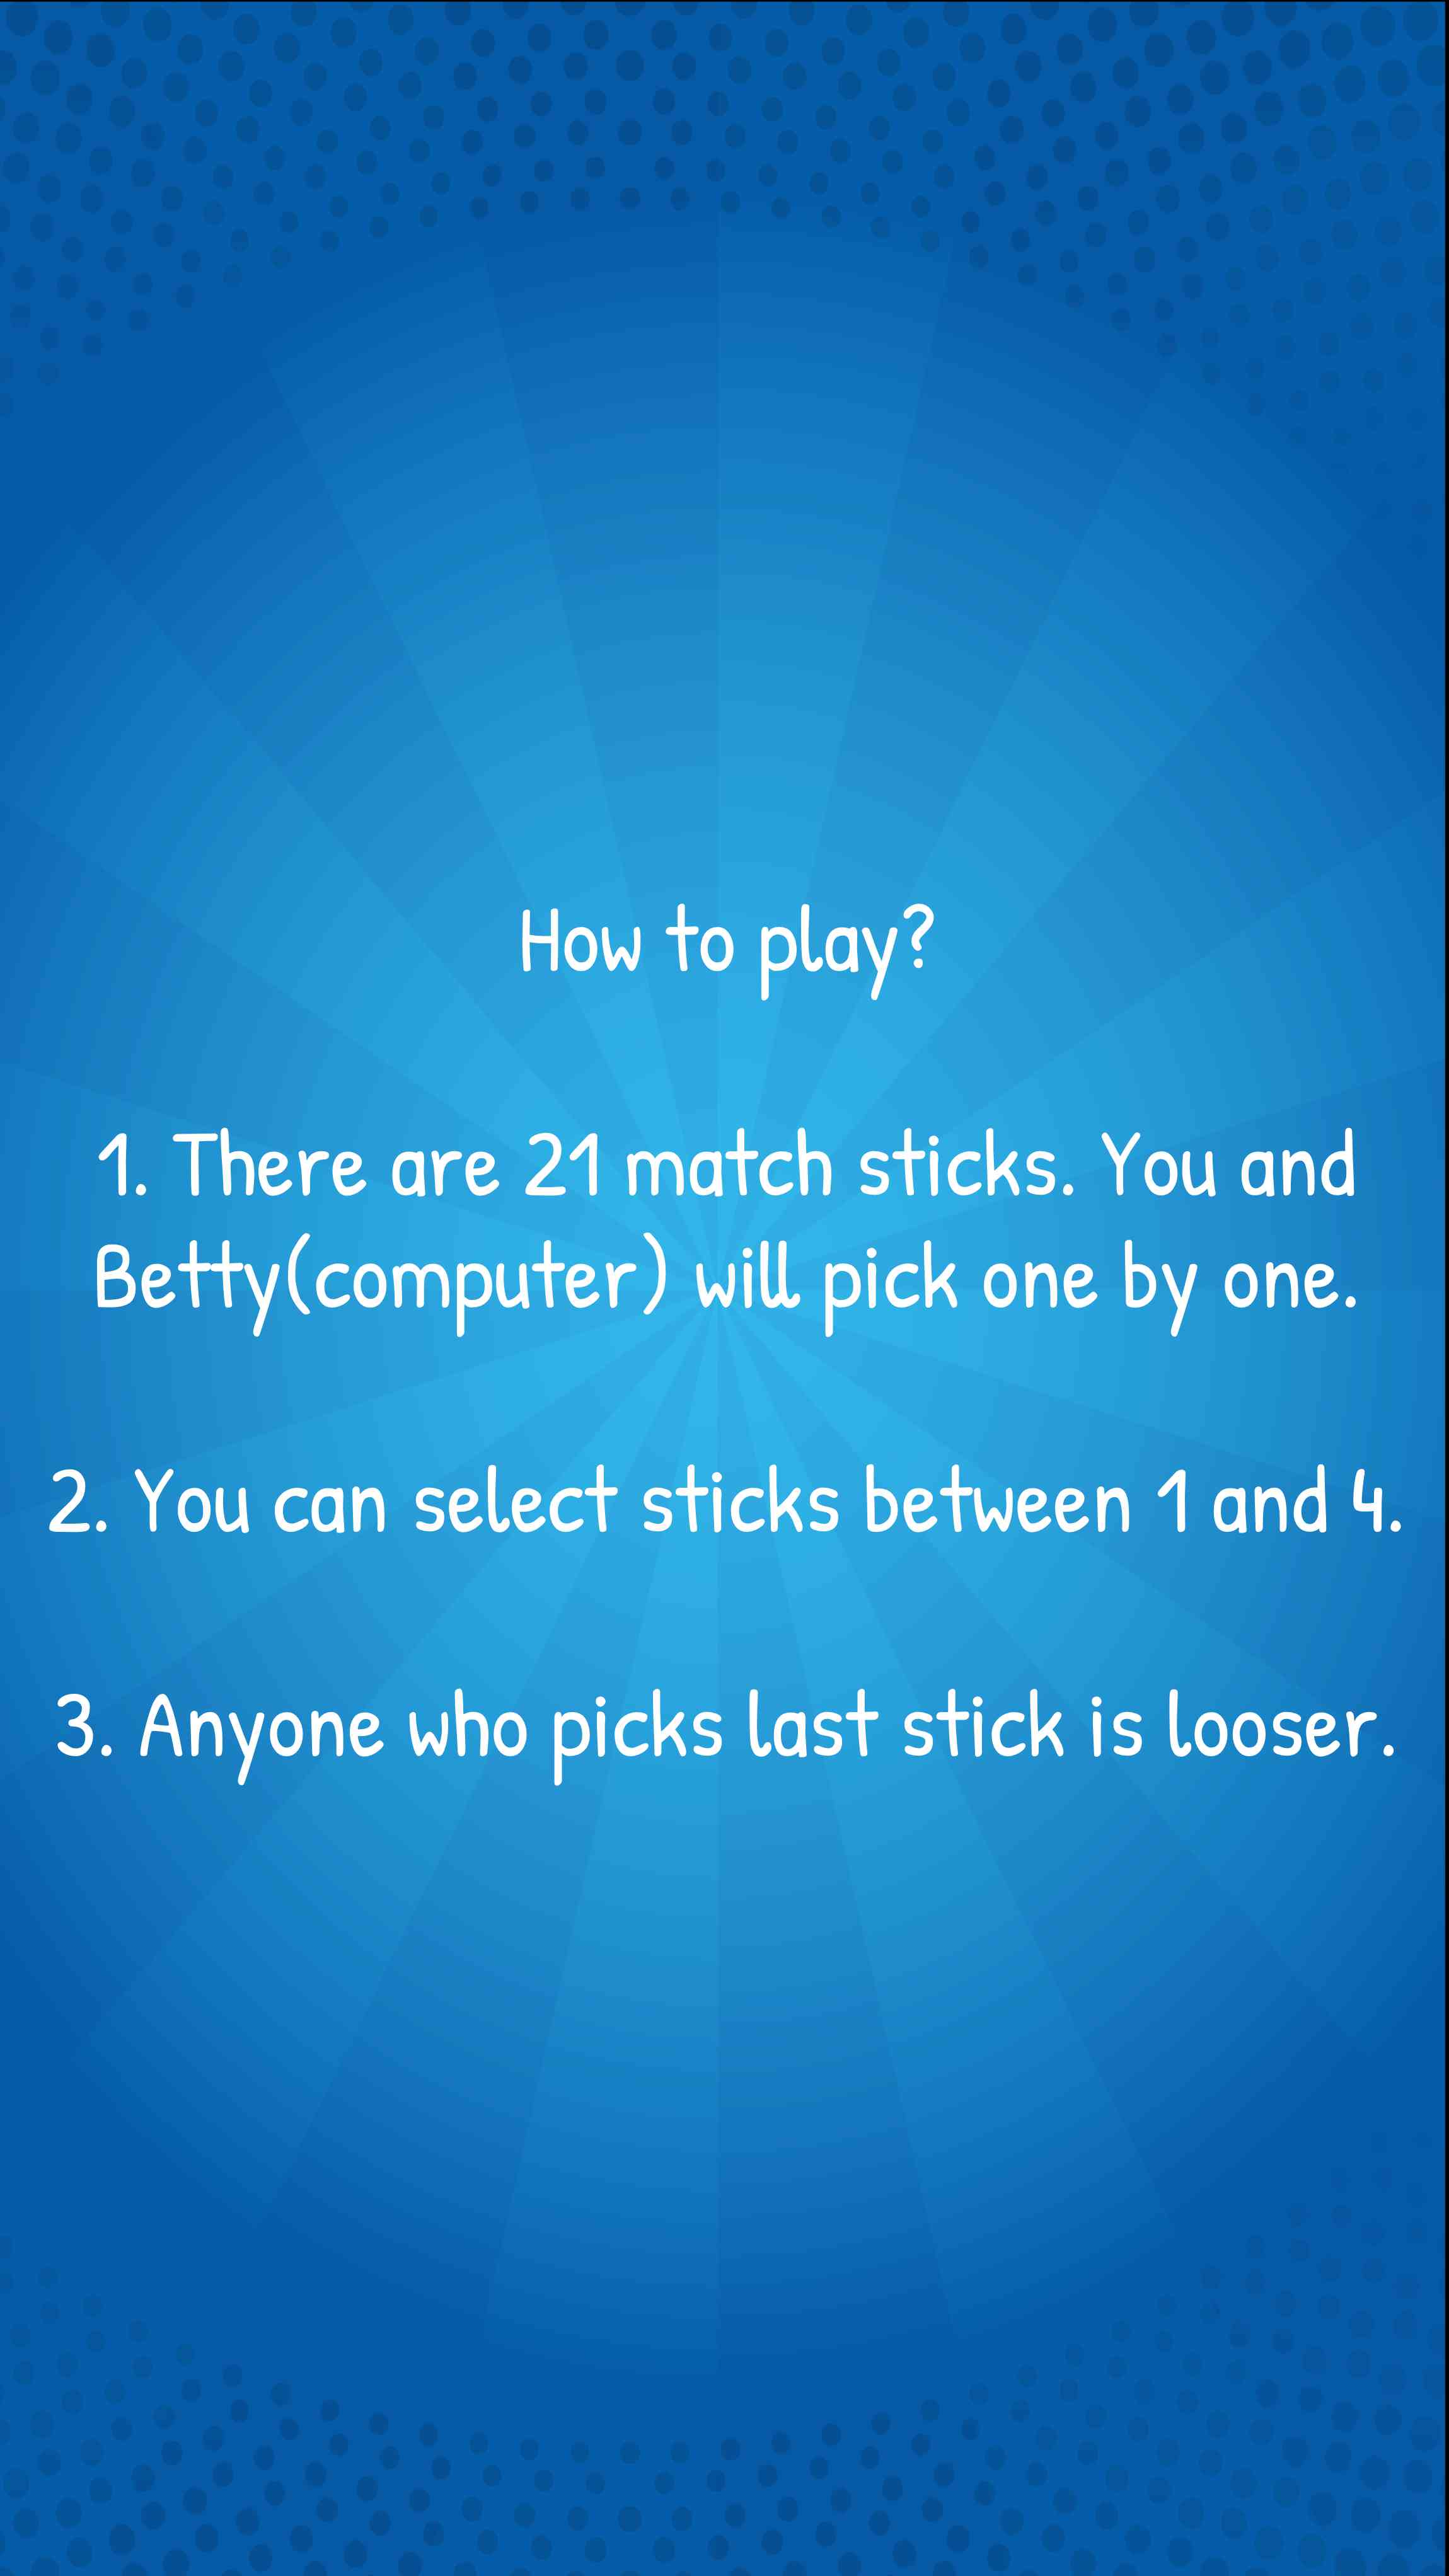 How to play?
1. There are 21 match sticks. You and
Betty(computer) will pick one by one.
2. You can select sticks between 1 and 4.
3. Anyone who picks last stick is looser.